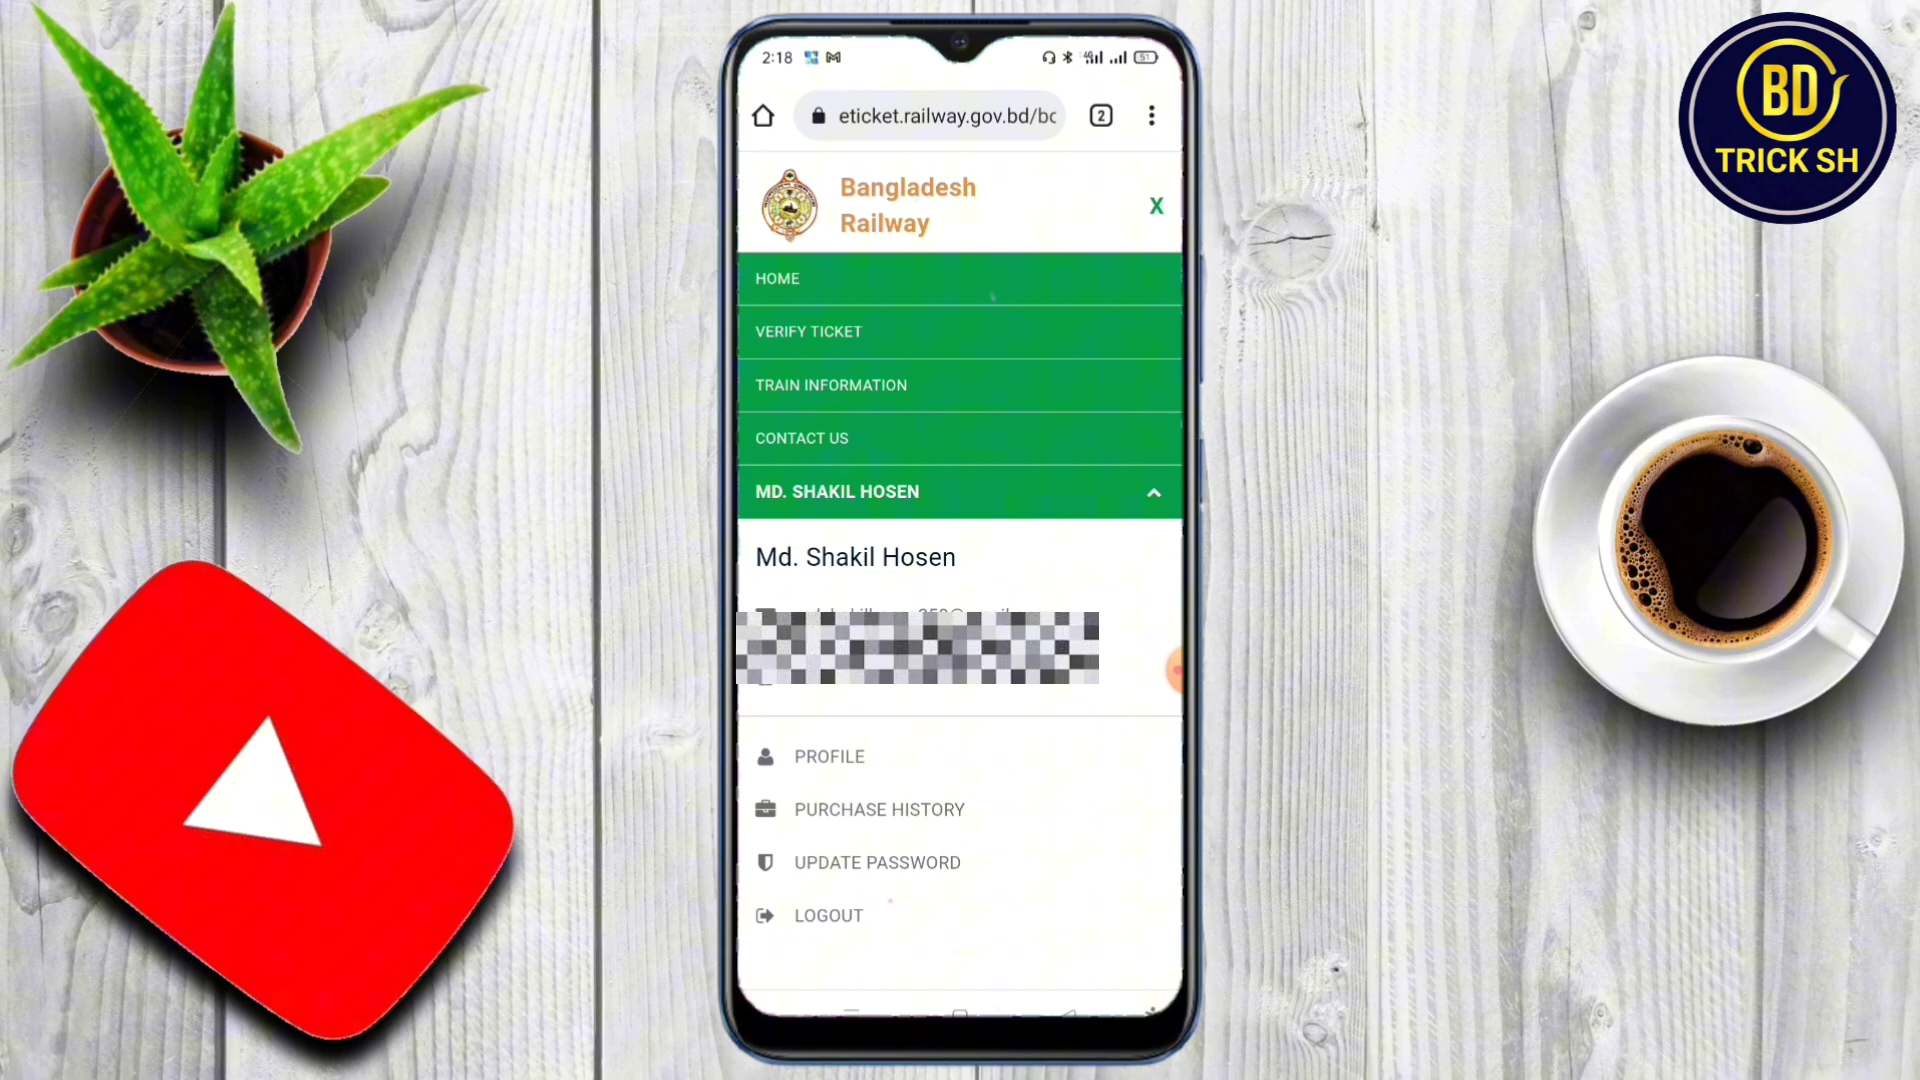 2:18
51
eticket.railway.gov.bd/bc
2
Bangladesh
Railway
X
HOME
VERIFY TICKET
TRAIN INFORMATION
CONTACT US
MD. SHAKIL HOSEN
Md. Shakil Hosen
PROFILE
PURCHASE HISTORY
UPDATE PASSWORD
LOGOUT
BD
TRICK SH